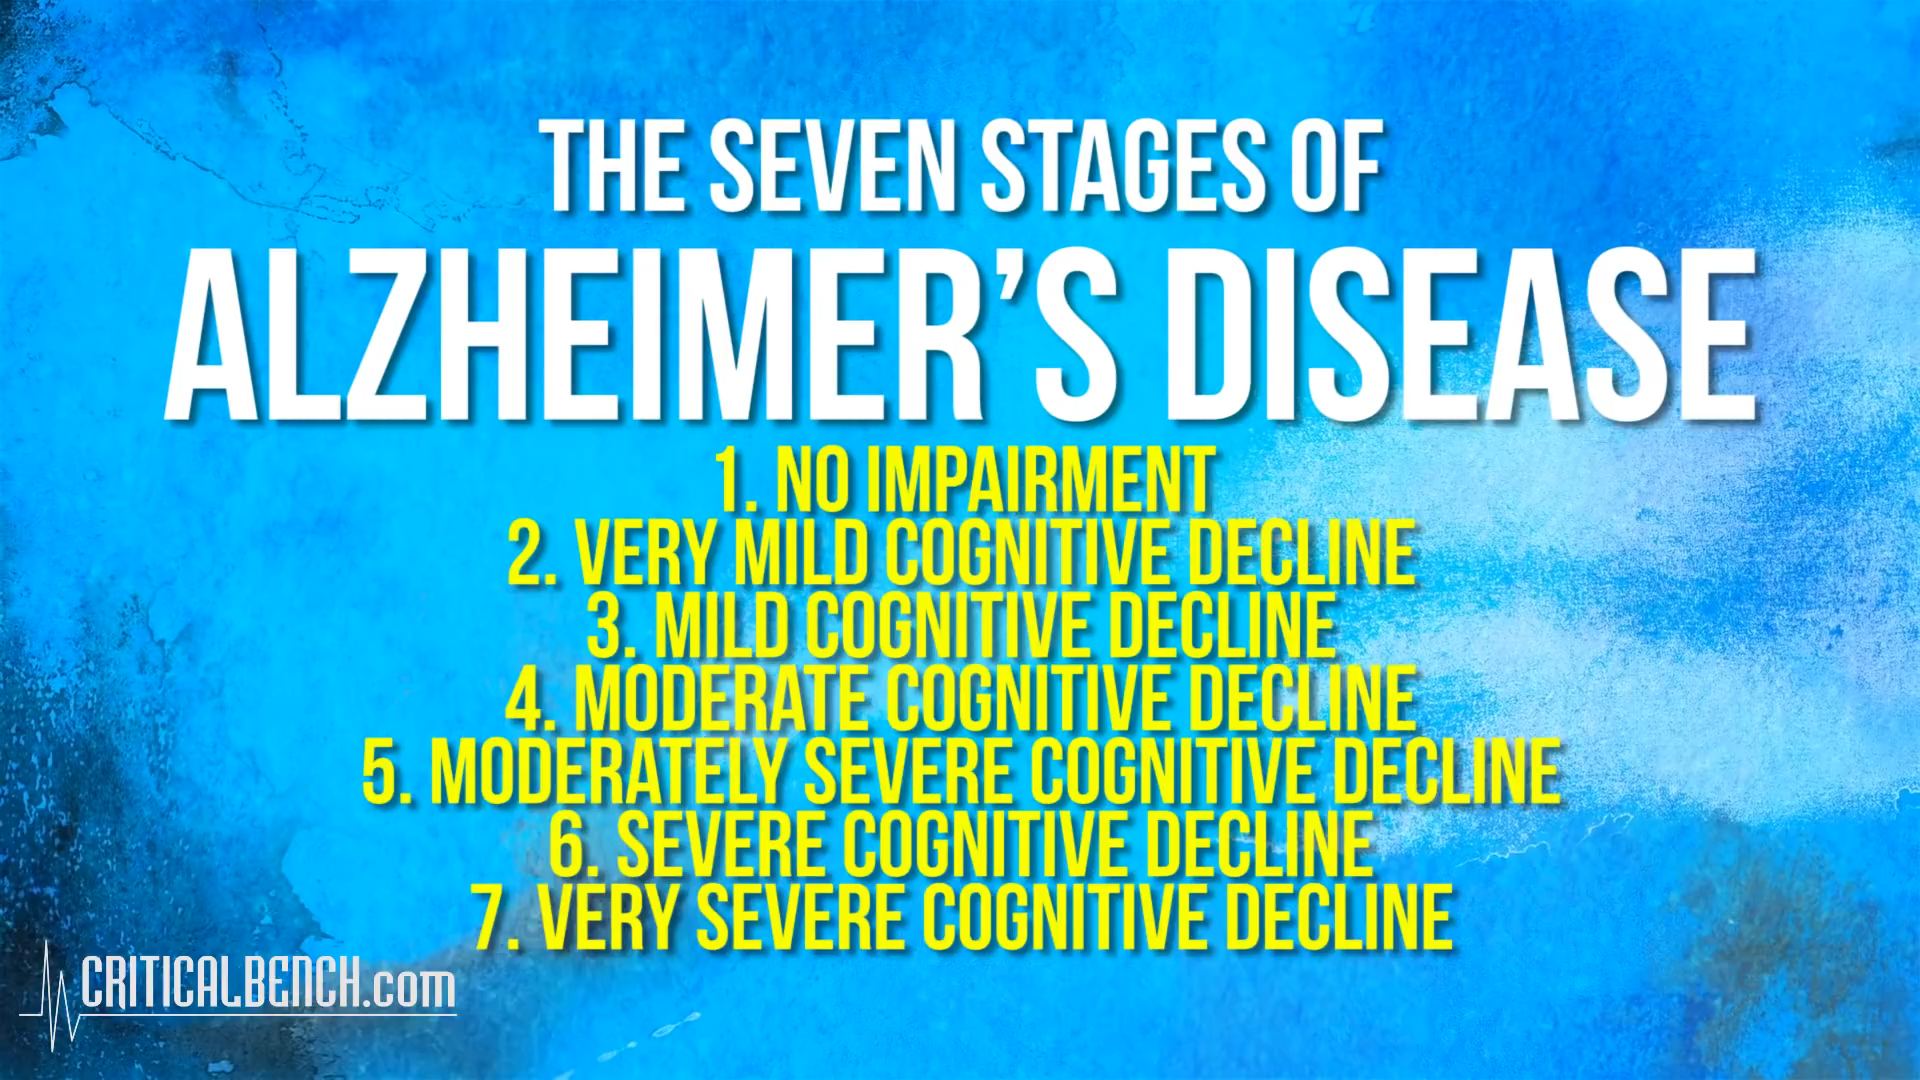 THE SEVEN STAGES OF
ALZHEIMER'S DISEASE
1. NO IMPAIRMENT
2. VERY MILD COGNITIVE DECLINE
3. MILD COGNITIVE DECLINE
4. MODERATE COGNITIVE DECLINE
5. MODERATELY SEVERE COGNITIVE DECLINE
6. SEVERE COGNITIVE DECLINE
7. VERY SEVERE COGNITIVE DECLINE
CRITICALBENCH.com